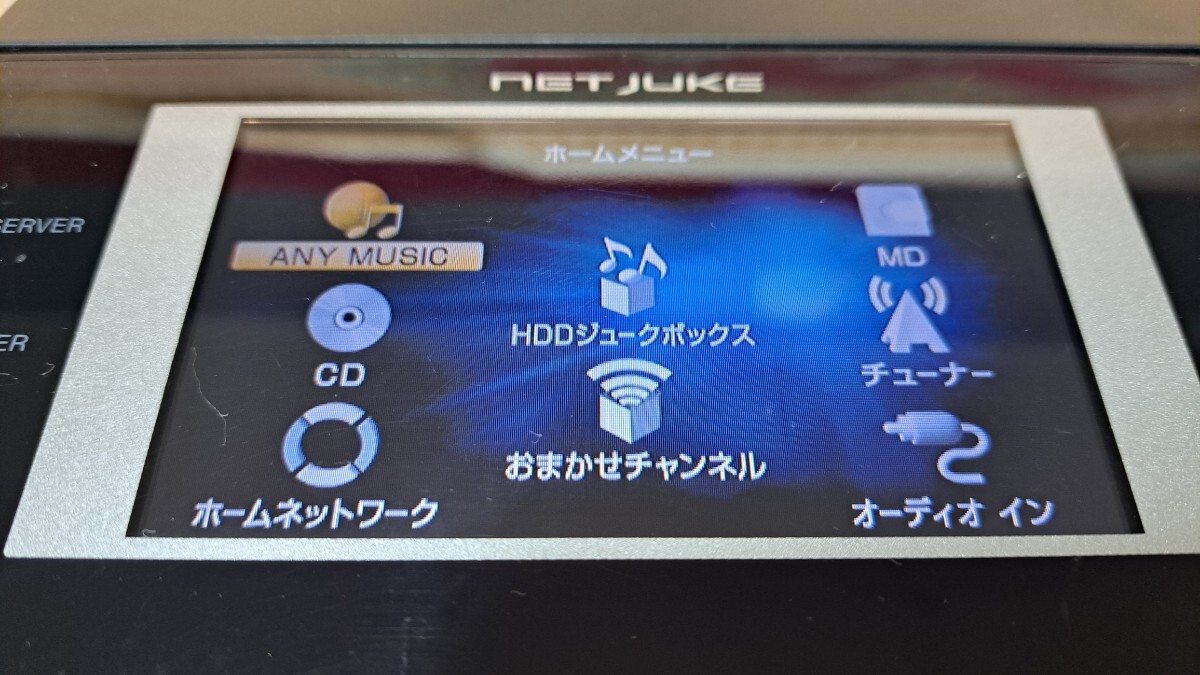 NETJUKE
ホームメニュー
SERVER
ANY MUSIC
MD
HDDジュークボックス
CD
チューナー
おまかせチャンネル
ホームネットワーク
オーディオ イン